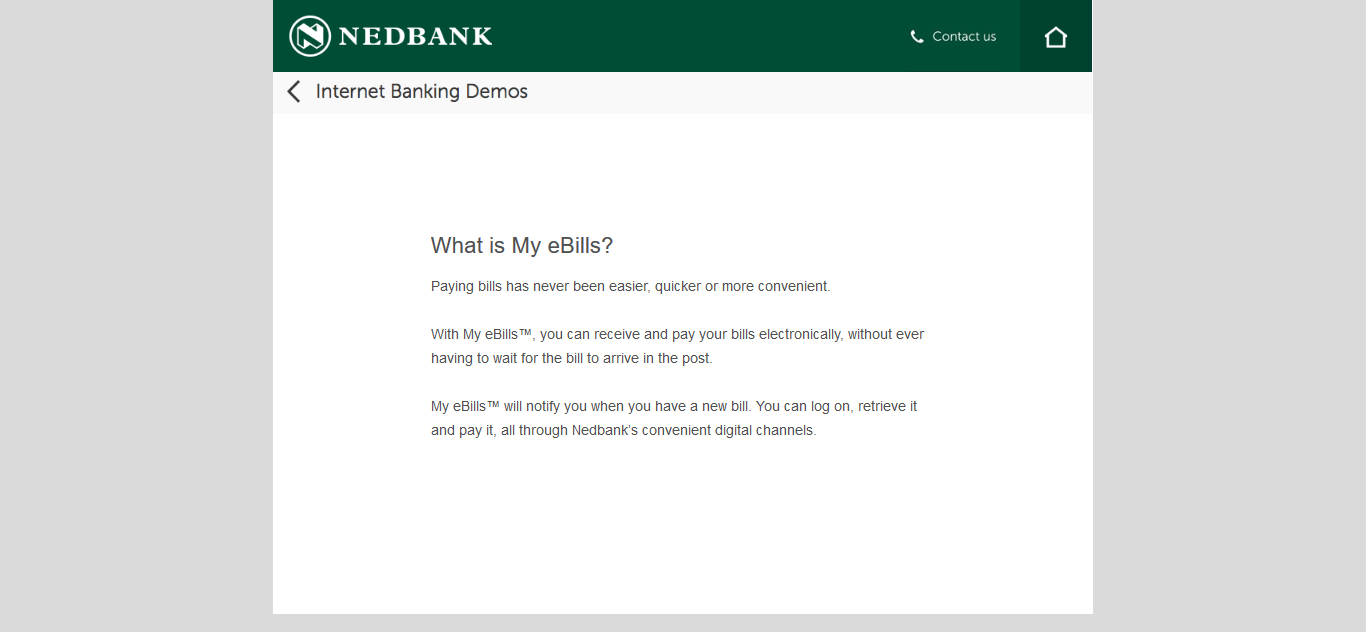 NEDBANK
Contact us
Internet Banking Demos
What is My eBills?
Paying bills has never been easier, quicker or more convenient.
With My eBills™, you can receive and pay your bills electronically, without ever
having to wait for the bill to arrive in the post.
My eBills™ will notify you when you have a new bill. You can log on, retrieve it
and pay it, all through Nedbank's convenient digital channels.